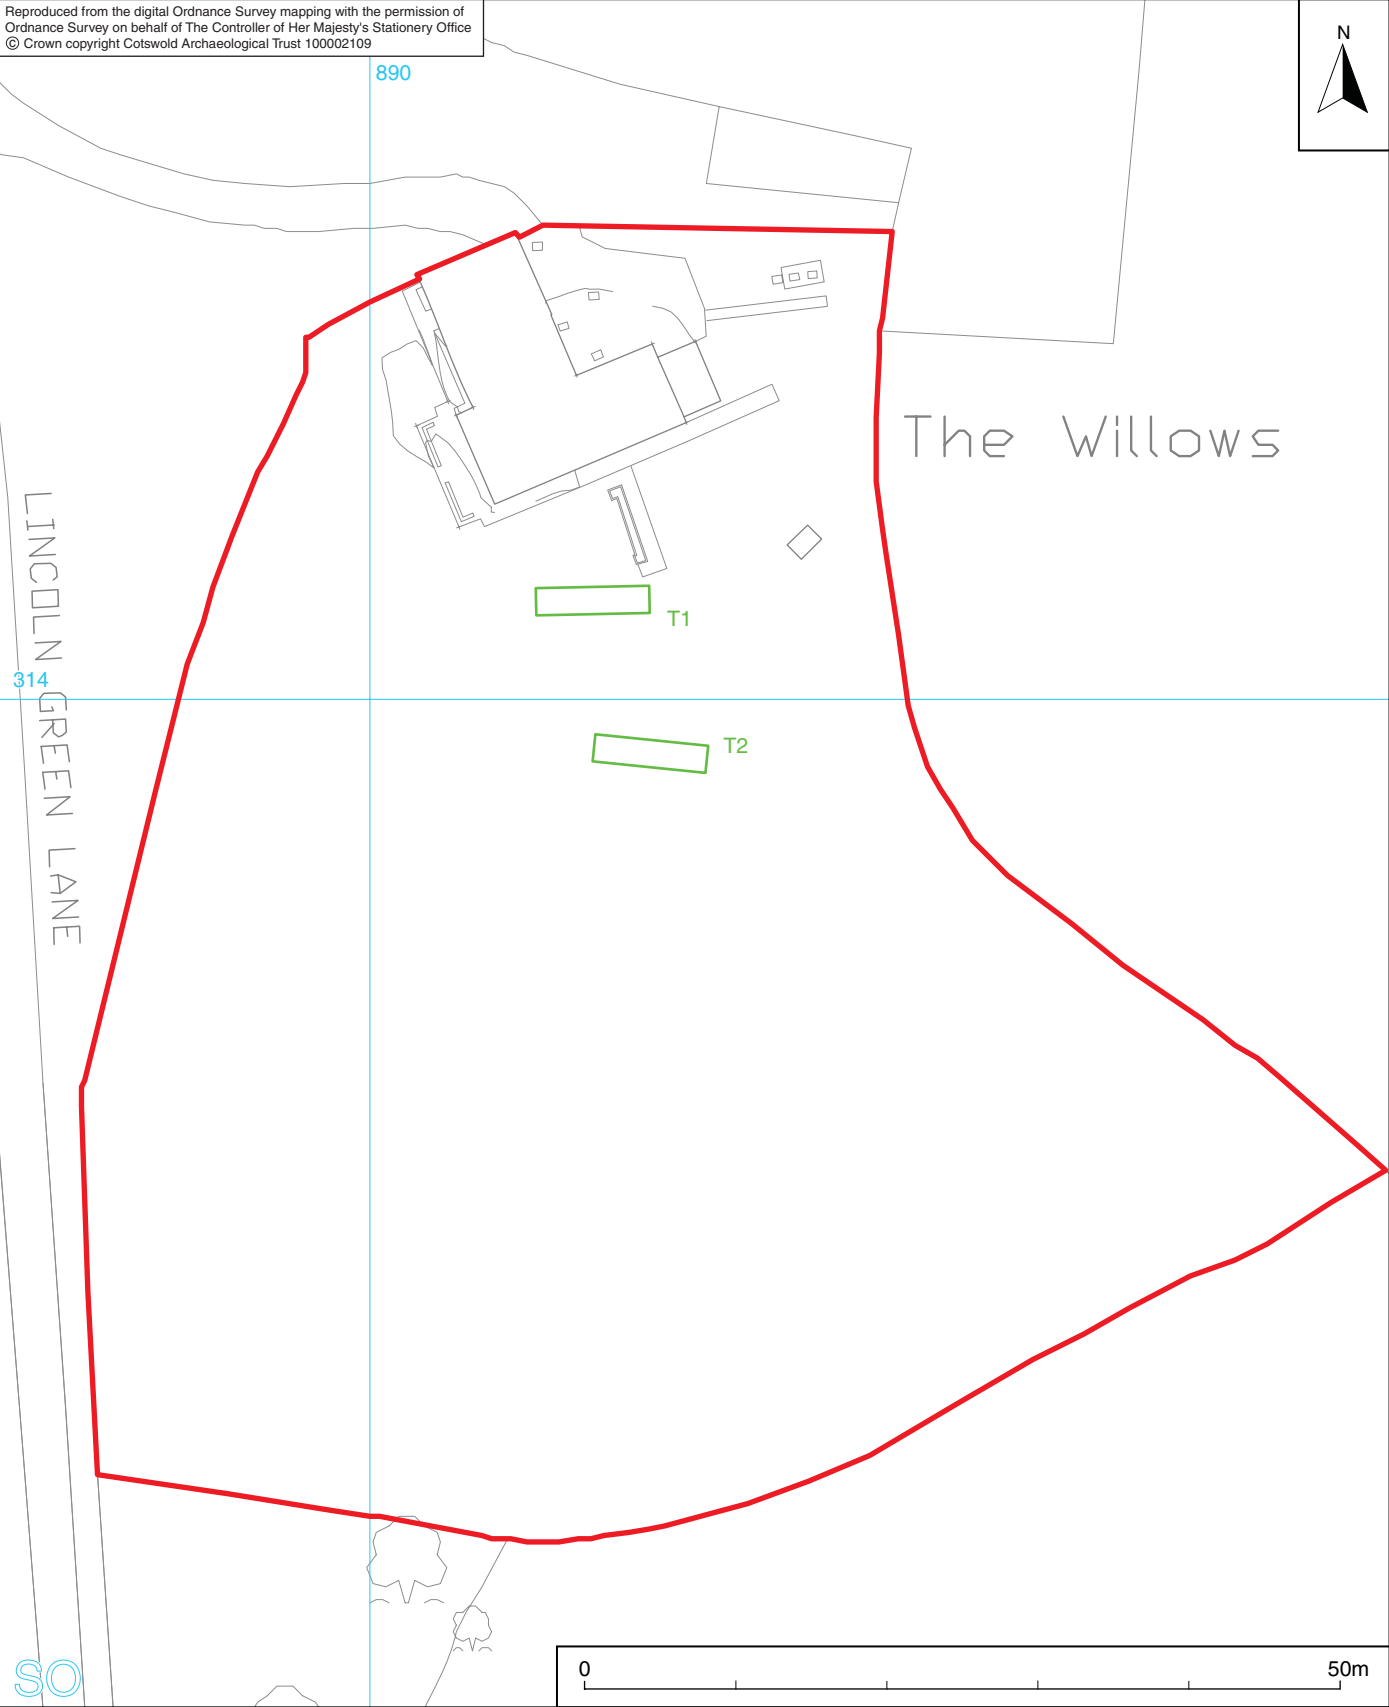 Reproduced from the digital Ordnance Survey mapping with the permission of
Ordnance Survey on behalf of The Controller of Her Majesty's Stationery Office
© Crown copyright Cotswold Archaeological Trust 100002109
N
890
The Willows
LINCOLN GREEN LANE
T1
314
T2
SO
0 50m